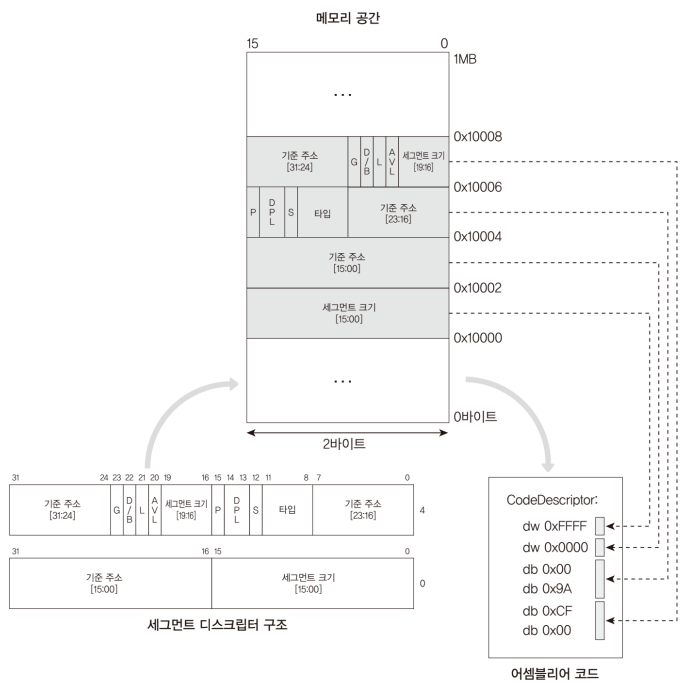 메모리 공간
15 0
1MB
...
0x10008
기준 주소
[31:24]
G
D/B
L
AVL
세그먼트 크기
[19:16]
0x10006
P
DPL
S
타입
기준 주소
[23:16]
0x10004
기준 주소
[15:00]
0x10002
세그먼트 크기
[15:00]
0x10000
...
0바이트
2바이트
31 24 23 22 21 20 19 16 15 14 13 12 11 8 7 0
기준 주소
[31:24]
G
D/B
L
AVL
세그먼트 크기
[19:16]
P
DPL
S
타입
기준 주소
[23:16]
4
31 16 15 0
기준 주소
[15:00]
세그먼트 크기
[15:00]
0
세그먼트 디스크립터 구조
CodeDescriptor:
dw 0xFFFF
dw 0x0000
db 0x00
db 0x9A
db 0xCF
db 0x00
어셈블리어 코드